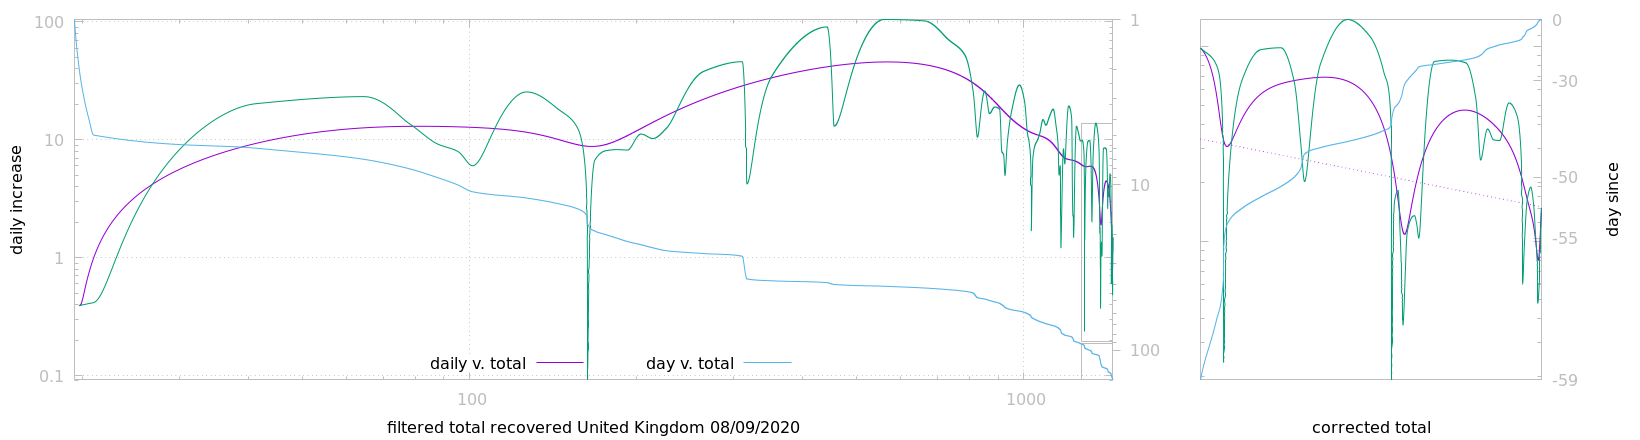 100
10
1
0.1
daily increase
100
1000
1
10
100
daily v. total
day v. total
filtered total recovered United Kingdom 08/09/2020
0
-30
-50
-55
-59
day since
corrected total